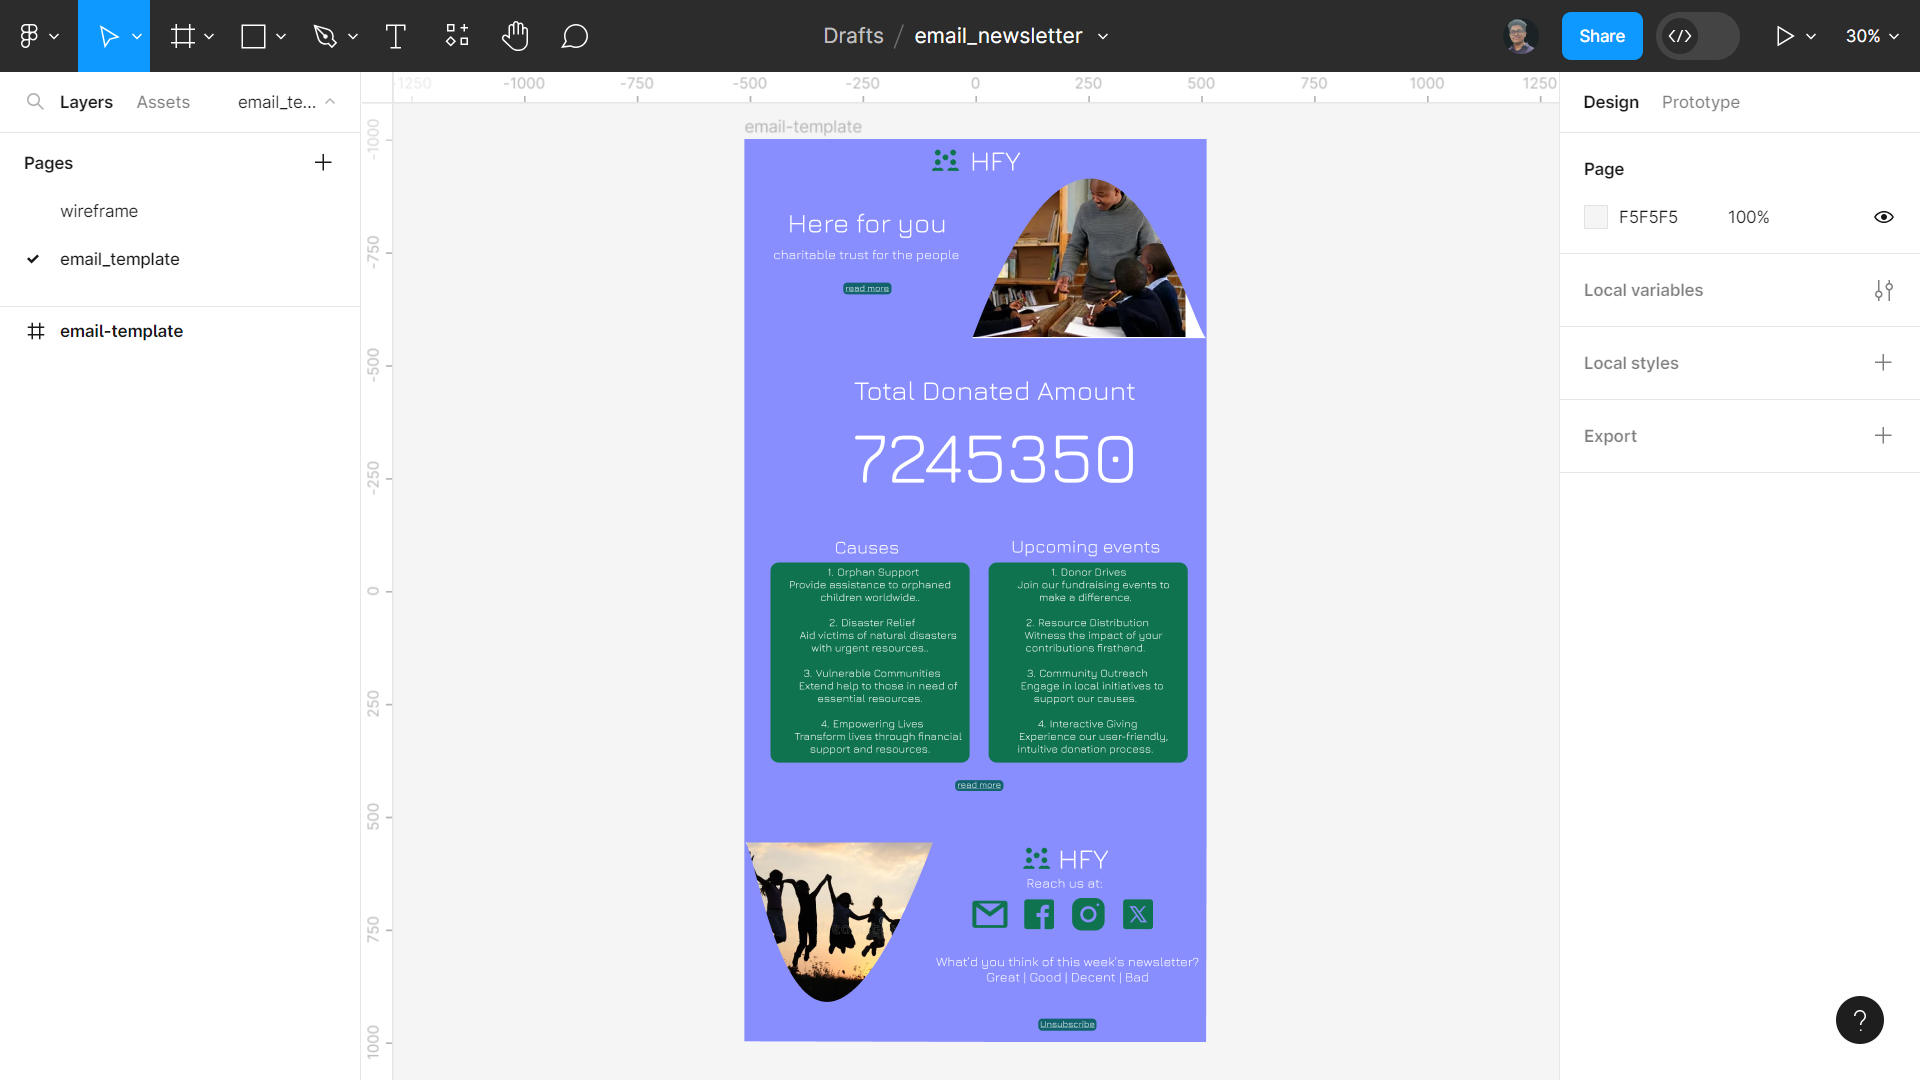 Drafts / email_newsletter
Share
30%
Layers
Assets
email_te...
Pages
wireframe
email_template
email-template
-1250
-1000
-750
-500
-250
0
250
500
750
1000
1250
-1000
-750
-500
-250
0
250
500
750
1000
email-template
HFY
Here for you
charitable trust for the people
read more
Total Donated Amount
7245350
Causes
1. Orphan Support
Provide assistance to orphaned
children worldwide..
2. Disaster Relief
Aid victims of natural disasters
with urgent resources..
3. Vulnerable Communities
Extend help to those in need of
essential resources.
4. Empowering Lives
Transform lives through financial
support and resources.
Upcoming events
1. Donor Drives
Join our fundraising events to
make a difference.
2. Resource Distribution
Witness the impact of your
contributions firsthand.
3. Community Outreach
Engage in local initiatives to
support our causes.
4. Interactive Giving
Experience our user-friendly,
intuitive donation process.
read more
HFY
Reach us at:
What'd you think of this week's newsletter?
Great | Good | Decent | Bad
Unsubscribe
Design
Prototype
Page
F5F5F5
100%
Local variables
Local styles
Export
?